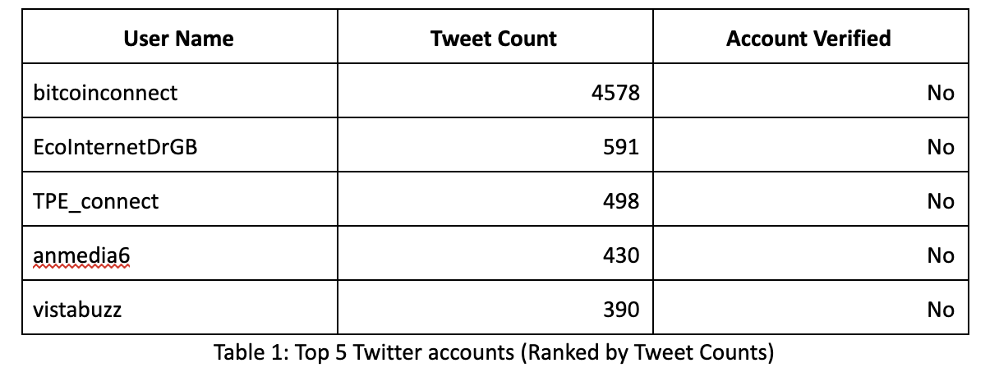 User Name Tweet Count Account Verified
bitcoinconnect 4578 No
EcoInternetDrGB 591 No
TPE_connect 498 No
anmedia6 430 No
vistabuzz 390 No
Table 1: Top 5 Twitter accounts (Ranked by Tweet Counts)